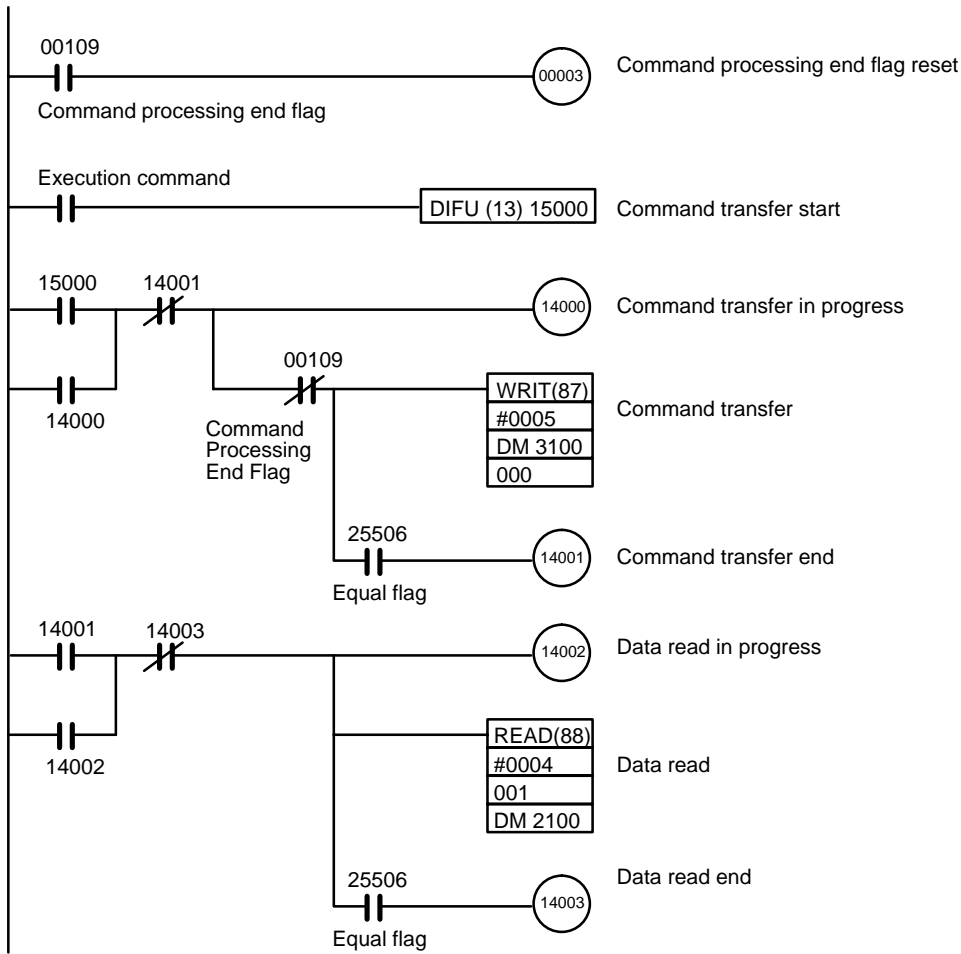 00109
00003
Command processing end flag reset
Command processing end flag
Execution command
DIFU (13) 15000
Command transfer start
15000
14001
14000
Command transfer in progress
14000
00109
Command
Processing
End Flag
WRIT(87)
#0005
DM 3100
000
Command transfer
25506
14001
Command transfer end
Equal flag
14001
14003
14002
Data read in progress
14002
READ(88)
#0004
001
DM 2100
Data read
25506
14003
Data read end
Equal flag